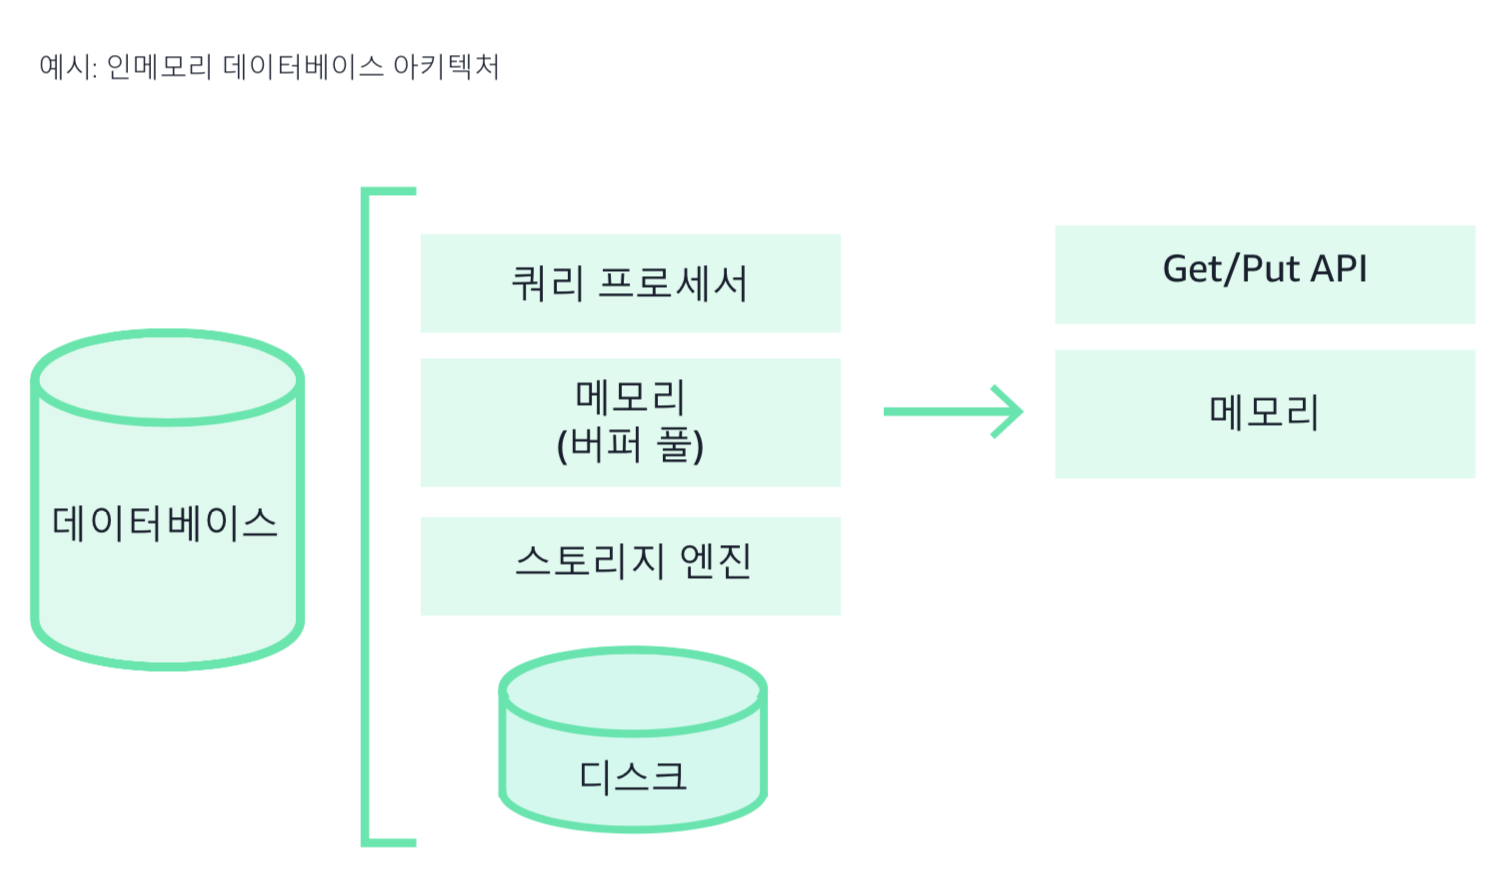 예시: 인메모리 데이터베이스 아키텍처
데이터베이스
쿼리 프로세서
메모리
(버퍼 풀)
스토리지 엔진
디스크
Get/Put API
메모리